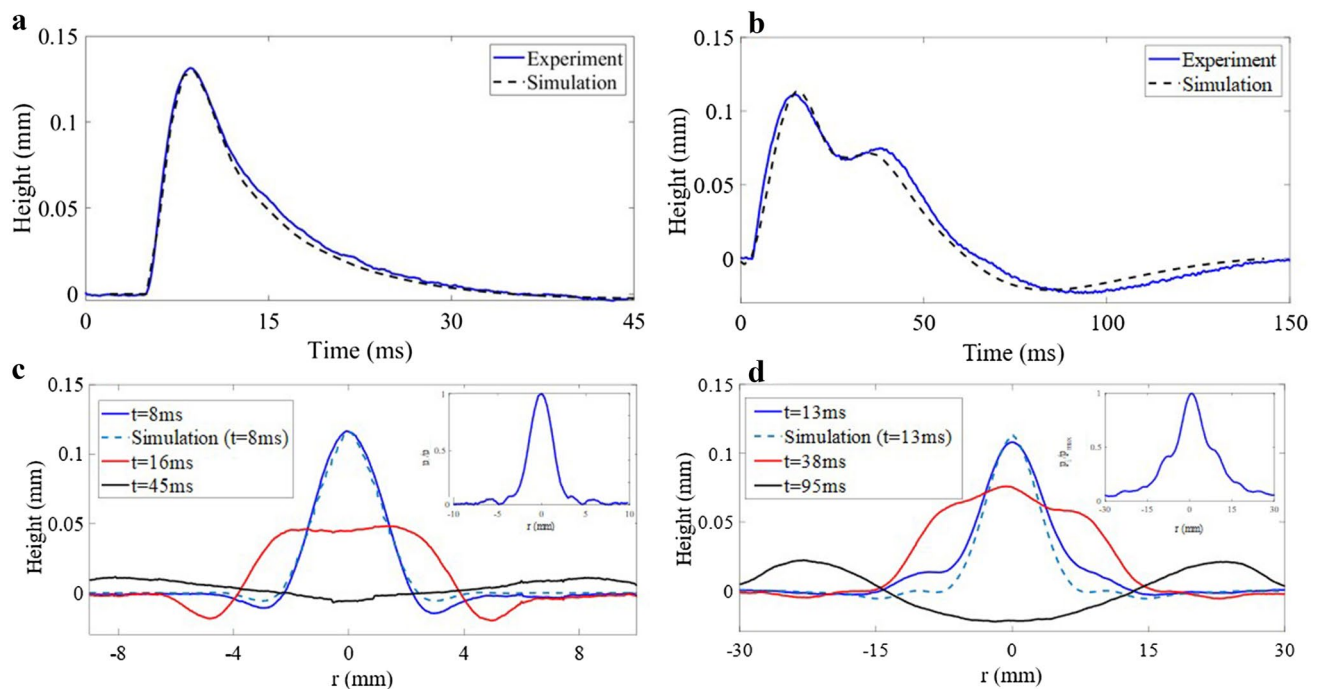 a
0.15
0.1
0.05
0
Height (mm)
Experiment
Simulation
0 15 30 45
Time (ms)
b
0.15
0.1
0.05
0
Height (mm)
Experiment
Simulation
0 50 100 150
Time (ms)
c
0.15
0.1
0.05
0
Height (mm)
t=8ms
Simulation (t=8ms)
t=16ms
t=45ms
1
0.5
0
-10 -5 0 5 10
r (mm)
-8 -4 0 4 8
r (mm)
d
0.15
0.1
0.05
0
Height (mm)
t=13ms
Simulation (t=13ms)
t=38ms
t=95ms
1
0.5
0
-30 -15 0 15 30
r (mm)
-30 -15 0 15 30
r (mm)